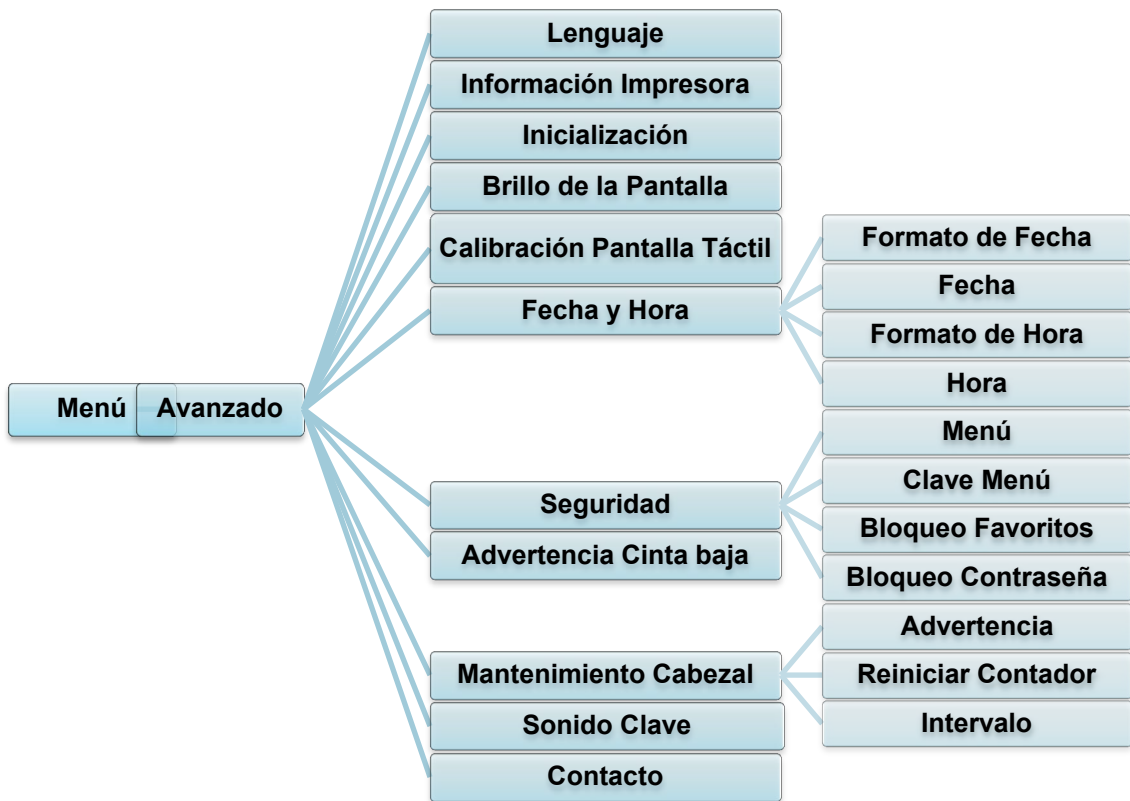 Menú
Avanzado
Lenguaje
Información Impresora
Inicialización
Brillo de la Pantalla
Calibración Pantalla Táctil
Fecha y Hora
Formato de Fecha
Fecha
Formato de Hora
Hora
Seguridad
Menú
Clave Menú
Bloqueo Favoritos
Bloqueo Contraseña
Advertencia Cinta baja
Mantenimiento Cabezal
Advertencia
Reiniciar Contador
Intervalo
Sonido Clave
Contacto